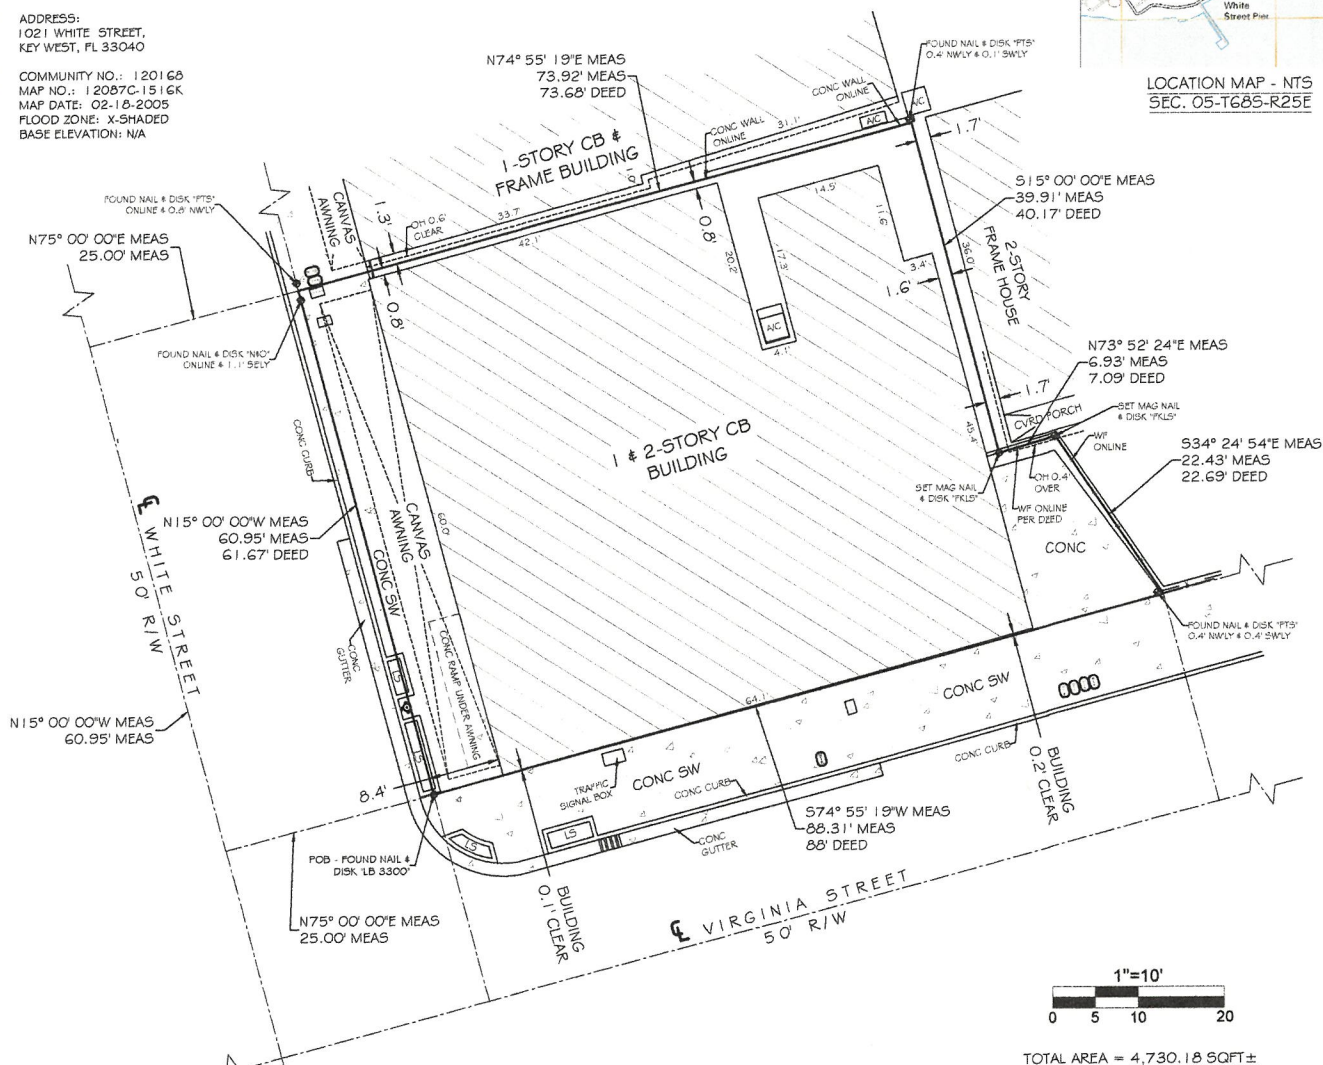 ADDRESS:
1021 WHITE STREET,
KEY WEST, FL 33040
COMMUNITY NO.: 120168
MAP NO.: 12087C-1516K
MAP DATE: 02-18-2005
FLOOD ZONE: X-SHADED
BASE ELEVATION: N/A
White
Street Pier
LOCATION MAP - NTS
SEC. 05-T68S-R25E
N74° 55' 19"E MEAS
73.92' MEAS
73.68' DEED
FOUND NAIL & DISK "PTS"
0.4' NWLY & 0.1' SWLY
CONC WALL
ONLINE
A/C
A/C
31.1'
CONC WALL
ONLINE
1.7'
1-STORY CB &
FRAME BUILDING
1.0'
S15° 00' 00"E MEAS
39.91' MEAS
40.17' DEED
FOUND NAIL & DISK "PTS"
ONLINE & 0.8' NWLY
CANVAS
AWNING
1.3'
OH 0.6'
CLEAR
33.7'
42.1'
0.8'
14.5'
11.6'
20.2'
17.3'
3.4'
36.0'
2-STORY
FRAME HOUSE
1.6'
N75° 00' 00"E MEAS
25.00' MEAS
0.8'
A/C
4.1'
FOUND NAIL & DISK "N&O"
ONLINE & 1.1' SELY
N73° 52' 24"E MEAS
6.93' MEAS
7.09' DEED
1.7'
CVRD PORCH
SET MAG NAIL
& DISK "FKLS"
CONC CURB
1 & 2-STORY CB
BUILDING
45.4'
WF
ONLINE
S34° 24' 54"E MEAS
22.43' MEAS
22.69' DEED
SET MAG NAIL
& DISK "FKLS"
OH 0.4'
OVER
WF ONLINE
PER DEED
CONC
℄ WHITE STREET
50' R/W
N15° 00' 00"W MEAS
60.95' MEAS
61.67' DEED
CANVAS
AWNING
60.0'
CONC SW
CONC
GUTTER
CONC RAMP UNDER AWNING
LS
LS
FOUND NAIL & DISK "PTS"
0.4' NWLY & 0.4' SWLY
N15° 00' 00"W MEAS
60.95' MEAS
64.1'
CONC SW
CONC CURB
BUILDING
0.2' CLEAR
8.4'
TRAFFIC
SIGNAL BOX
CONC SW
CONC CURB
S74° 55' 19"W MEAS
88.31' MEAS
88' DEED
LS
LS
CONC
GUTTER
POB - FOUND NAIL &
DISK "LB 3300"
BUILDING
0.1' CLEAR
N75° 00' 00"E MEAS
25.00' MEAS
℄ VIRGINIA STREET
50' R/W
1"=10'
0 5 10 20
TOTAL AREA = 4,730.18 SQFT±